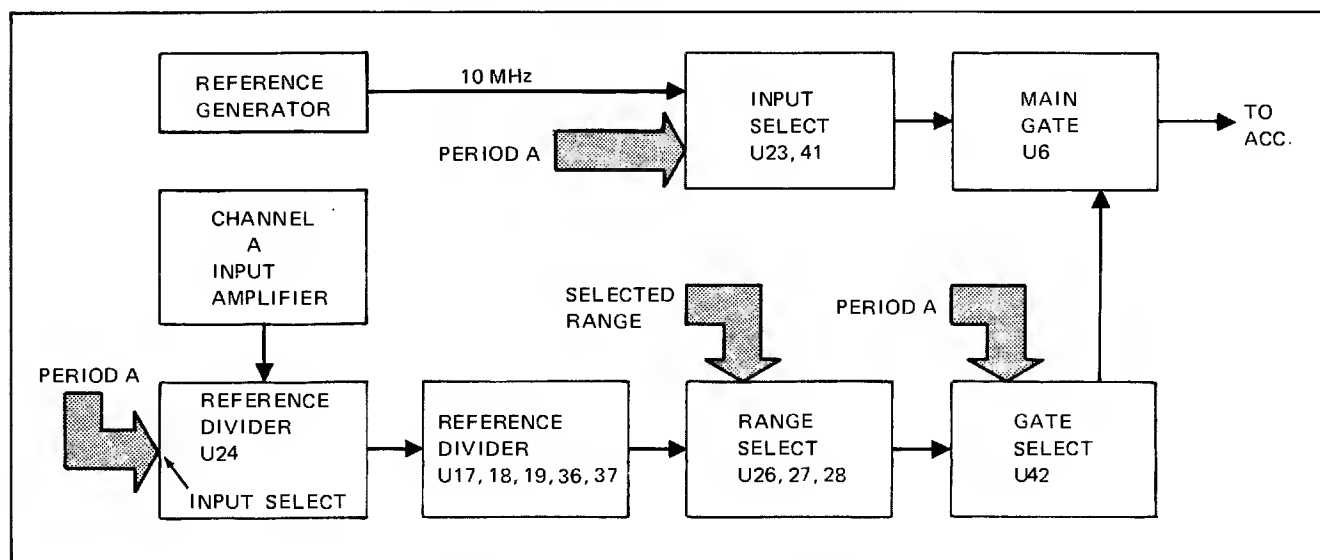 REFERENCE
GENERATOR
10 MHz
PERIOD A
INPUT
SELECT
U23, 41
MAIN
GATE
U6
TO
ACC.
CHANNEL
A
INPUT
AMPLIFIER
SELECTED
RANGE
PERIOD A
PERIOD A
REFERENCE
DIVIDER
U24
INPUT SELECT
REFERENCE
DIVIDER
U17, 18, 19, 36, 37
RANGE
SELECT
U26, 27, 28
GATE
SELECT
U42